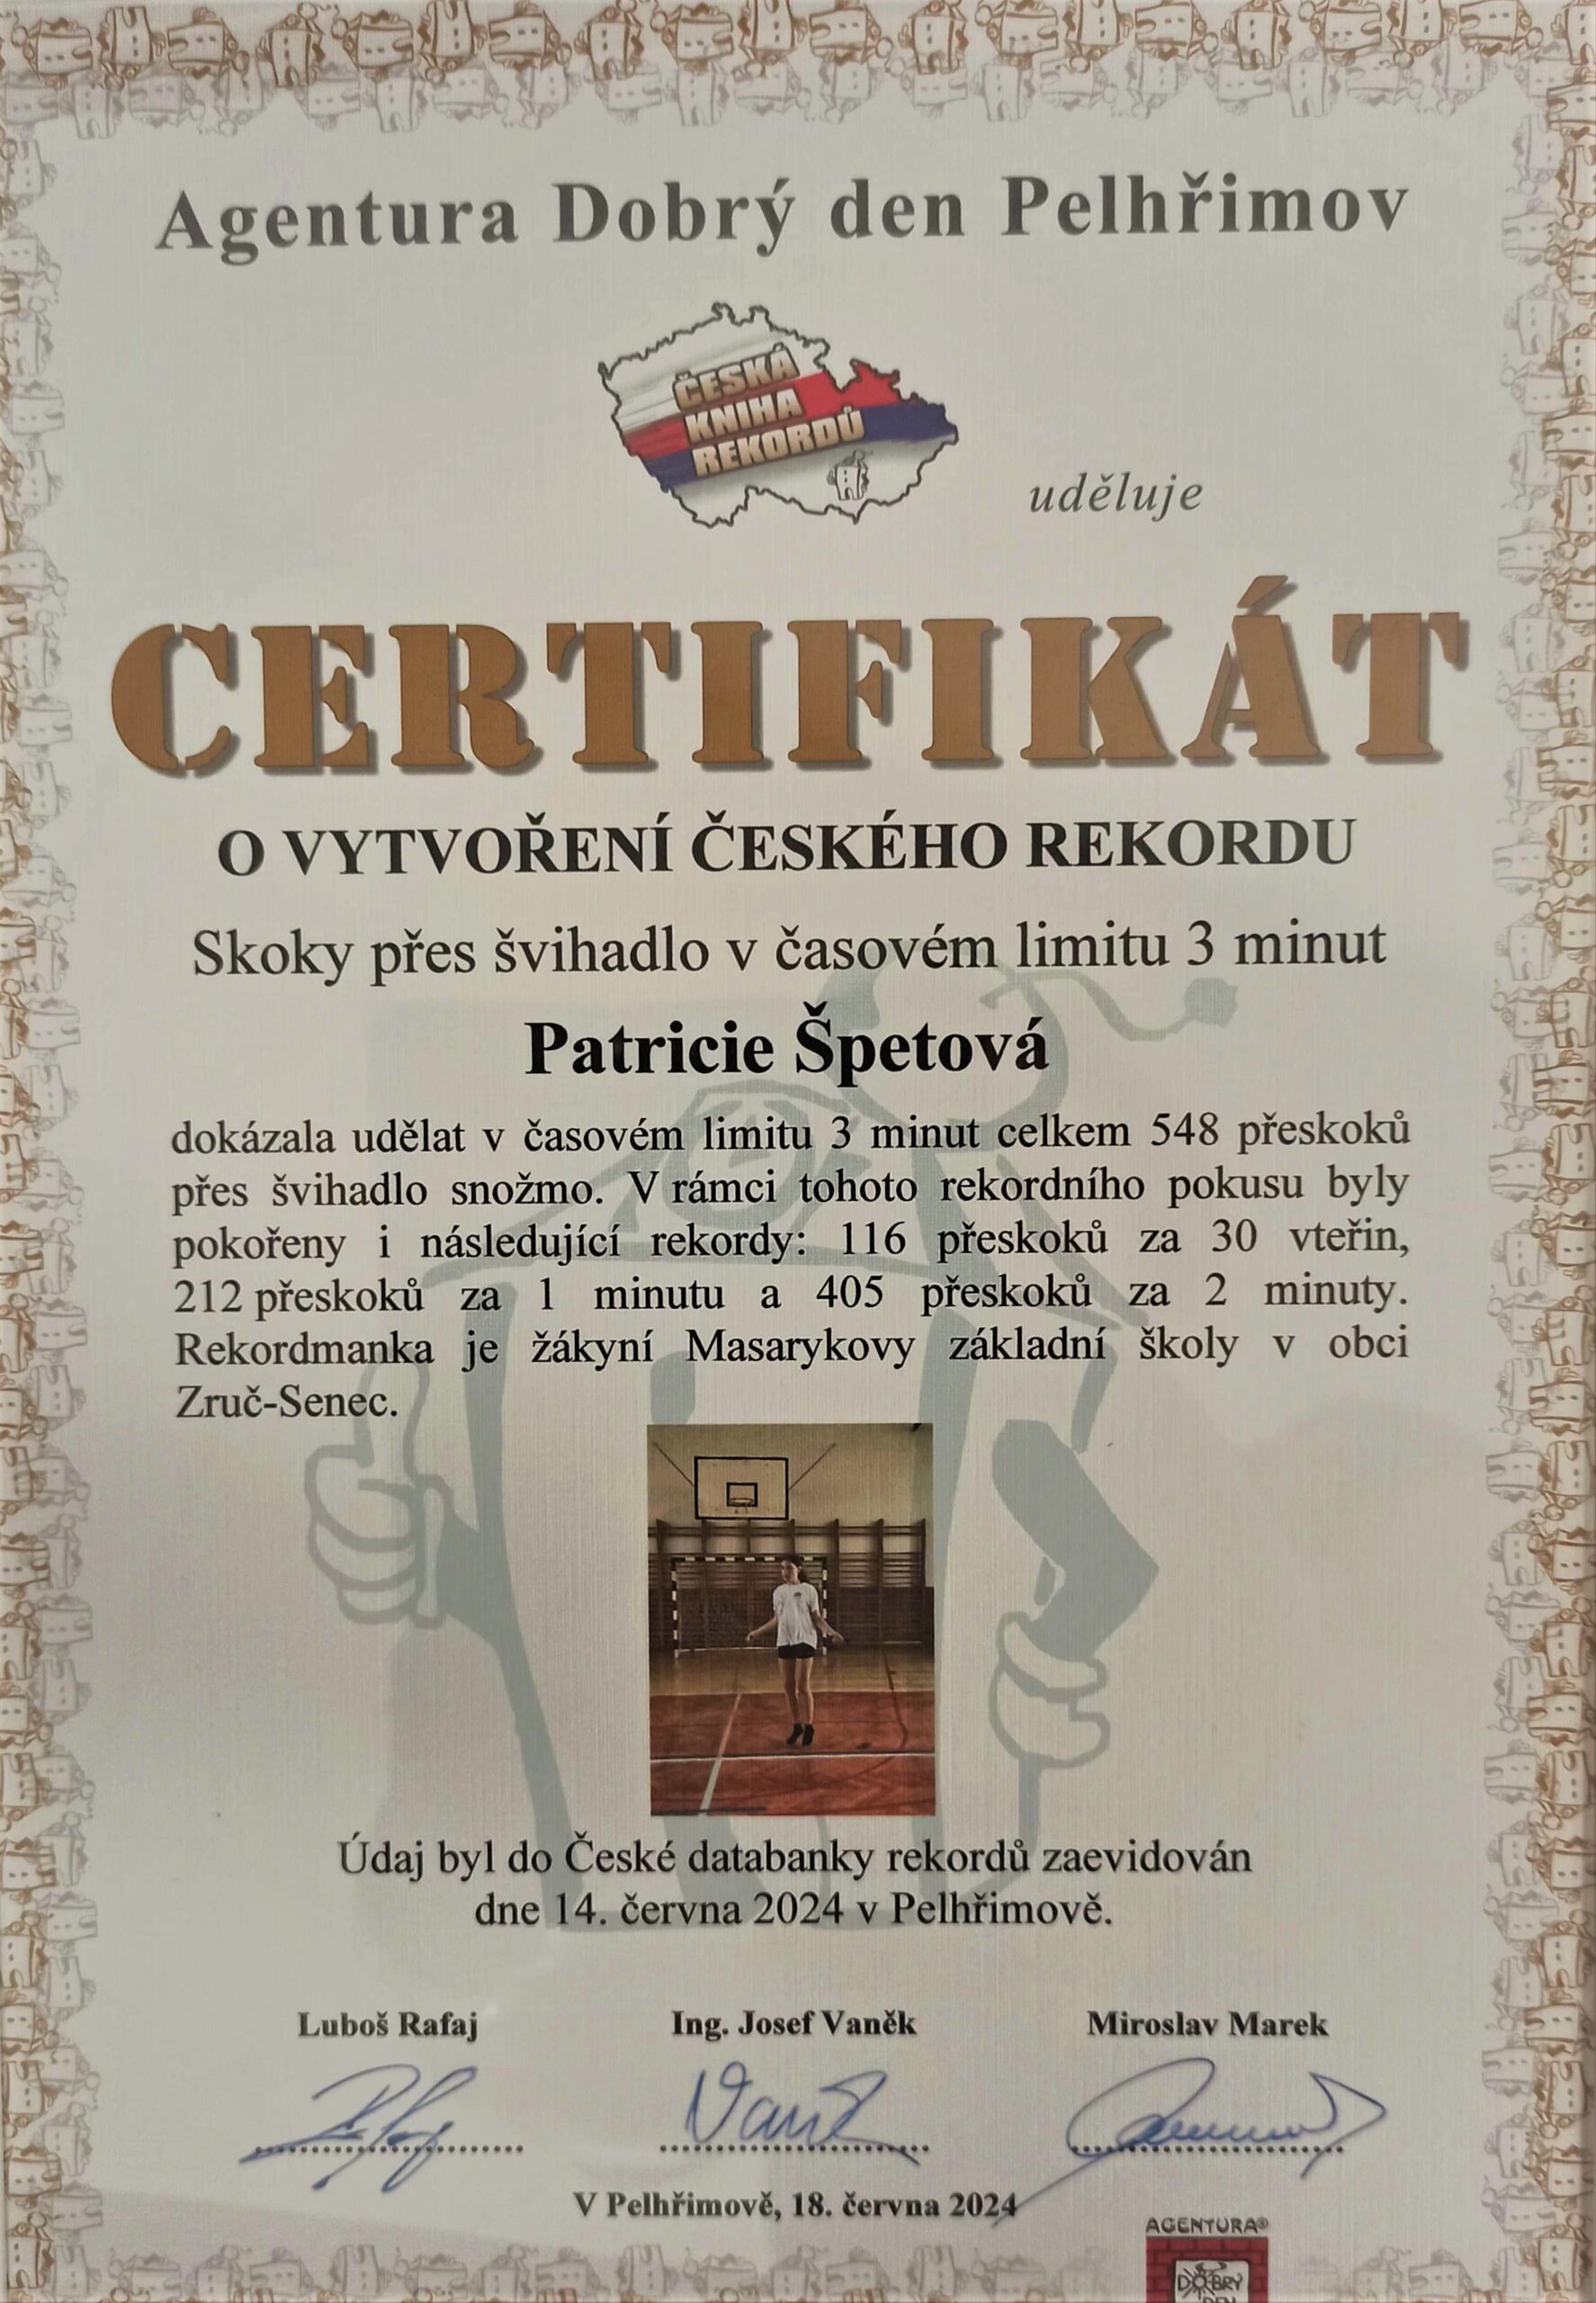 Agentura Dobrý den Pelhřimov
ČESKÁ
KNIHA
REKORDŮ
uděluje
CERTIFIKÁT
O VYTVOŘENÍ ČESKÉHO REKORDU
Skoky přes švihadlo v časovém limitu 3 minut
Patricie Špetová
dokázala udělat v časovém limitu 3 minut celkem 548 přeskoků
přes švihadlo snožmo. V rámci tohoto rekordního pokusu byly
pokořeny i následující rekordy: 116 přeskoků za 30 vteřin,
212 přeskoků za 1 minutu a 405 přeskoků za 2 minuty.
Rekordmanka je žákyní Masarykovy základní školy v obci
Zruč-Senec.
Údaj byl do České databanky rekordů zaevidován
dne 14. června 2024 v Pelhřimově.
Luboš Rafaj Ing. Josef Vaněk Miroslav Marek
V Pelhřimově, 18. června 2024
AGENTURA®
DOBRÝ
DEN